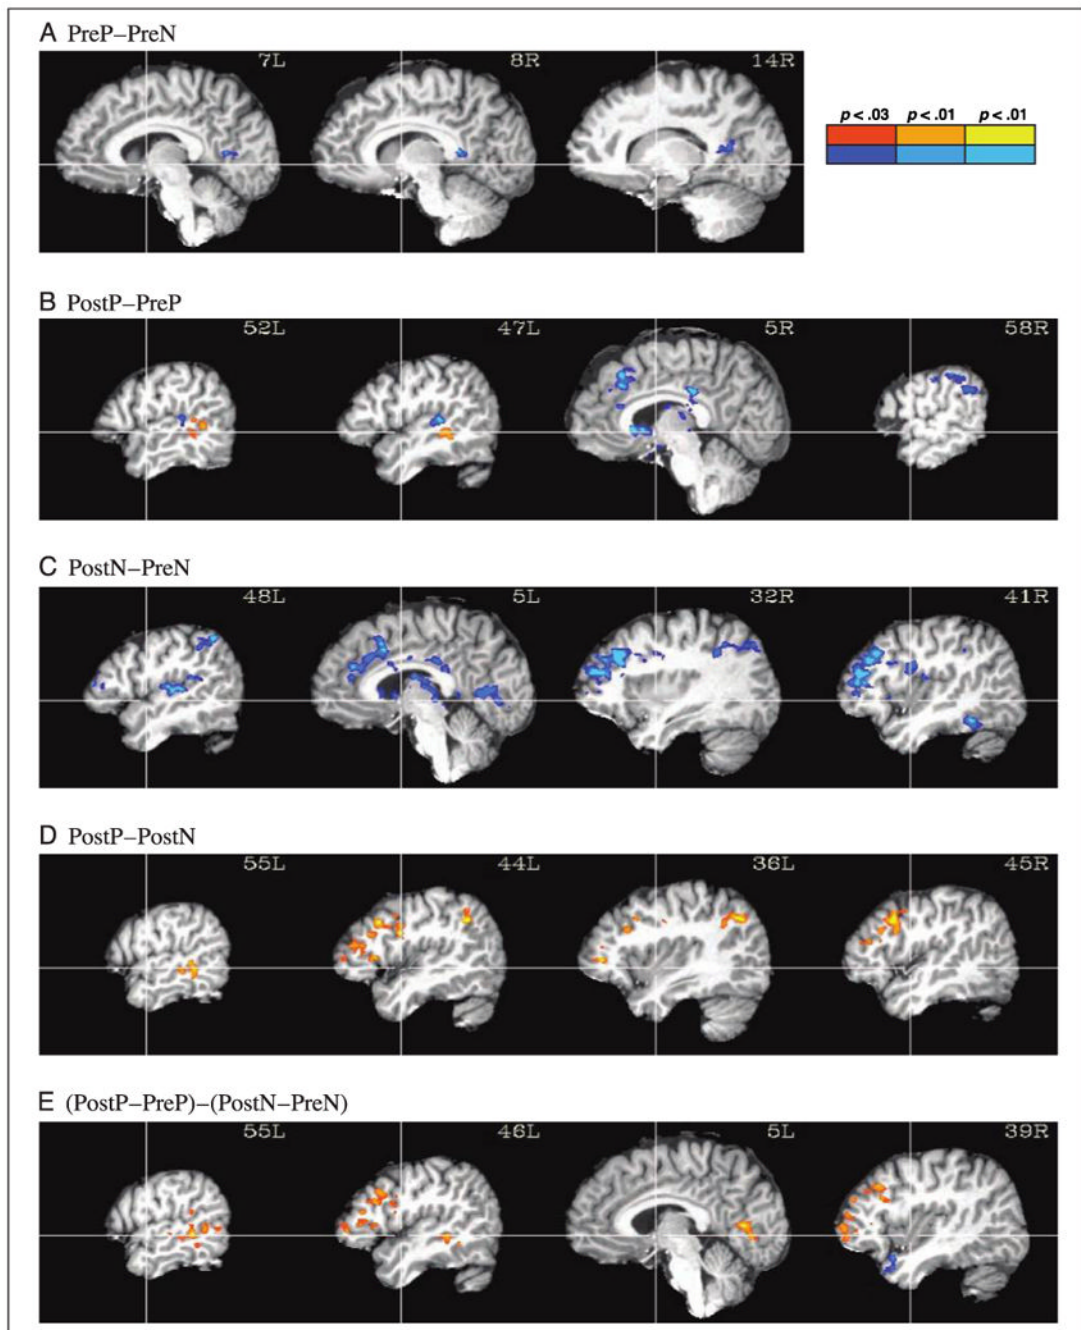 A PreP–PreN
7L 8R 14R
p < .03 p < .01 p < .01
B PostP–PreP
52L 47L 5R 58R
C PostN–PreN
48L 5L 32R 41R
D PostP–PostN
55L 44L 36L 45R
E (PostP–PreP)–(PostN–PreN)
55L 46L 5L 39R